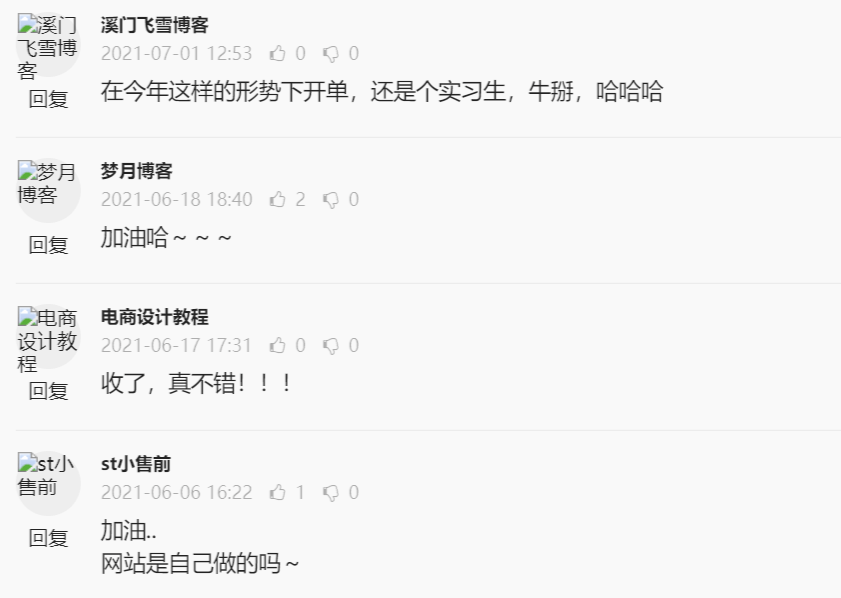 溪门飞雪博客
溪门
飞雪博
客
2021-07-01 12:53 0 0
回复
在今年这样的形势下开单，还是个实习生，牛掰，哈哈哈
梦月博客
梦月
博客
2021-06-18 18:40 2 0
回复
加油哈～～～
电商设计教程
电商
设计教
程
2021-06-17 17:31 0 0
回复
收了，真不错！！！
st小售前
st小
售前
2021-06-06 16:22 1 0
回复
加油..
网站是自己做的吗～